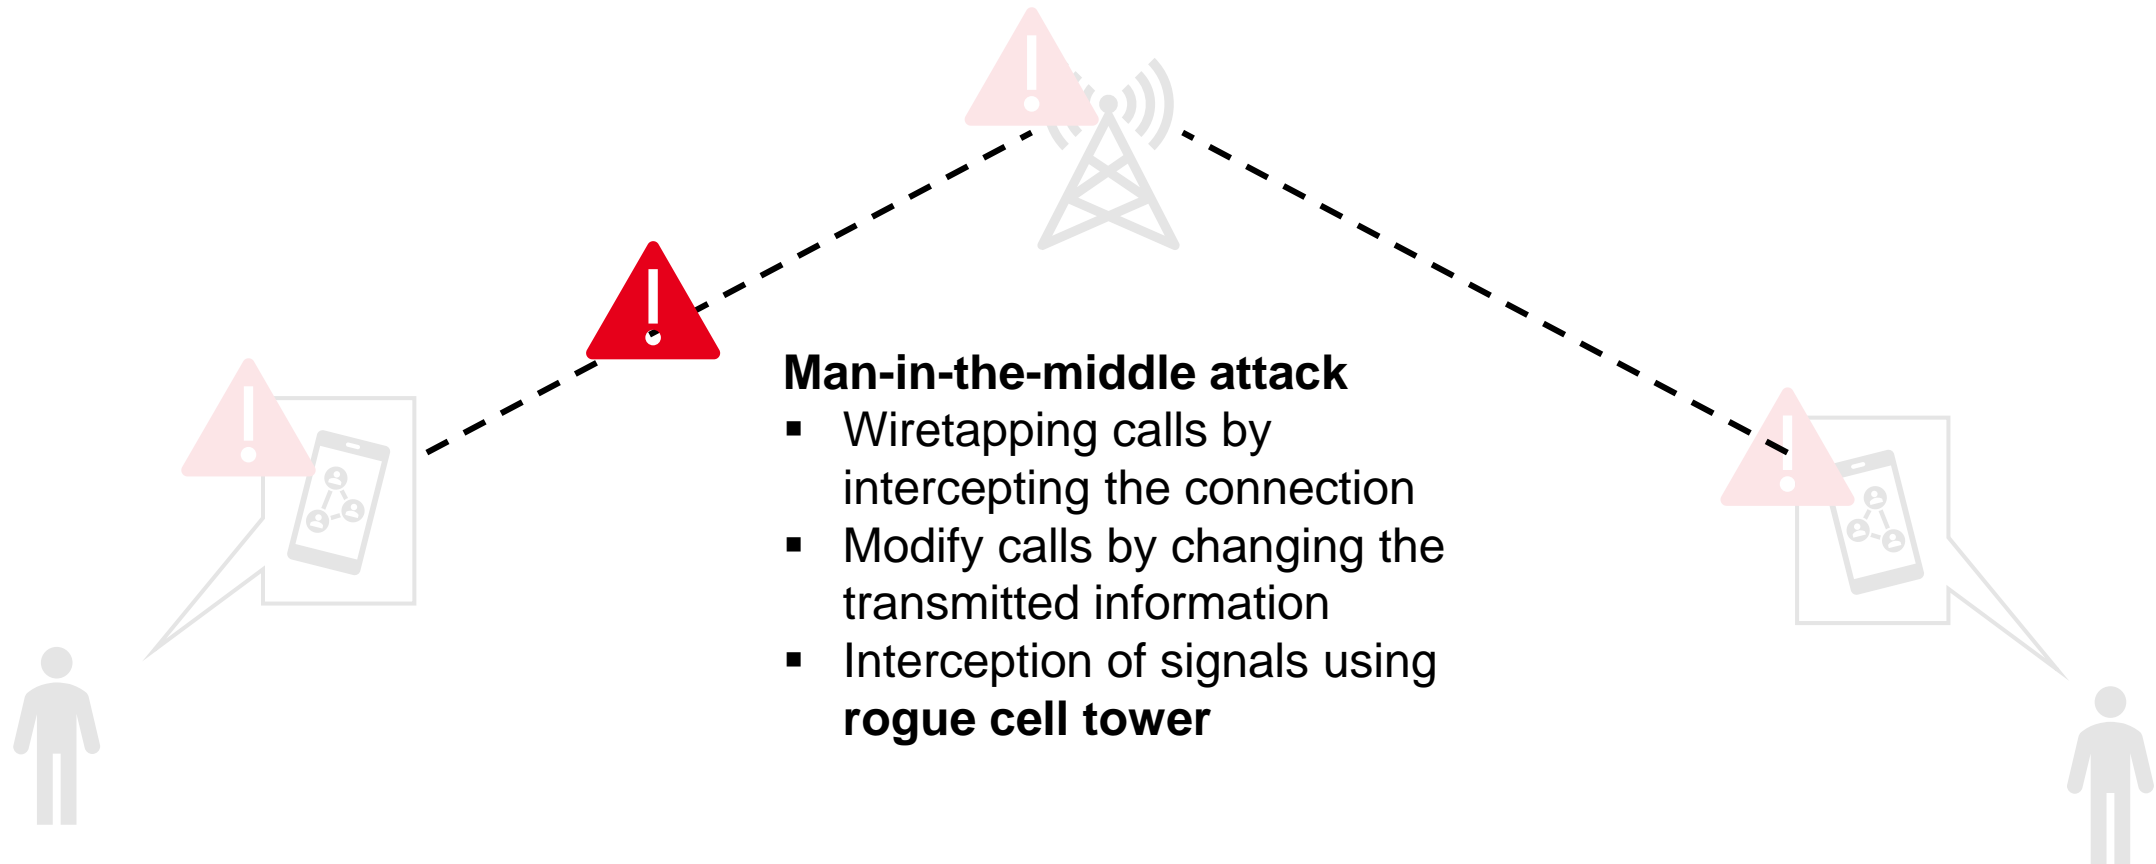 Man-in-the-middle attack
▪ Wiretapping calls by
intercepting the connection
▪ Modify calls by changing the
transmitted information
▪ Interception of signals using
rogue cell tower